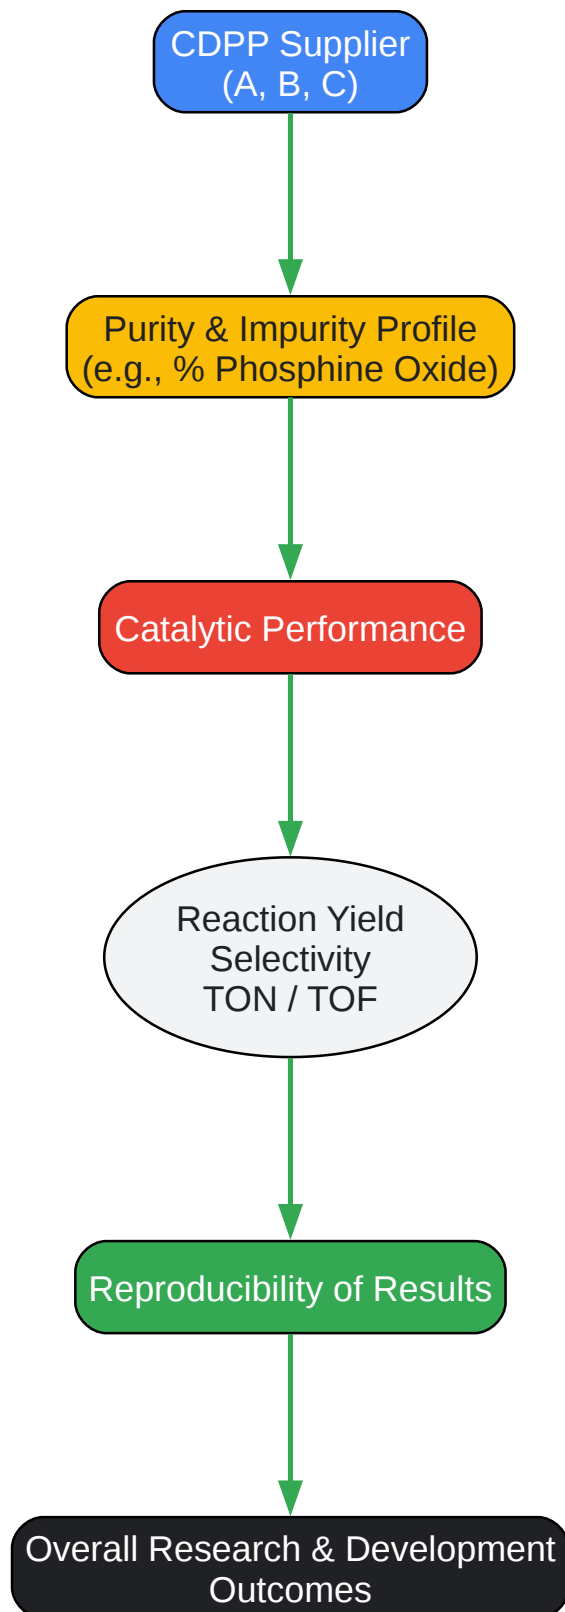 CDPP Supplier
(A, B, C)
Purity & Impurity Profile
(e.g., % Phosphine Oxide)
Catalytic Performance
Reaction Yield
Selectivity
TON / TOF
Reproducibility of Results
Overall Research & Development
Outcomes